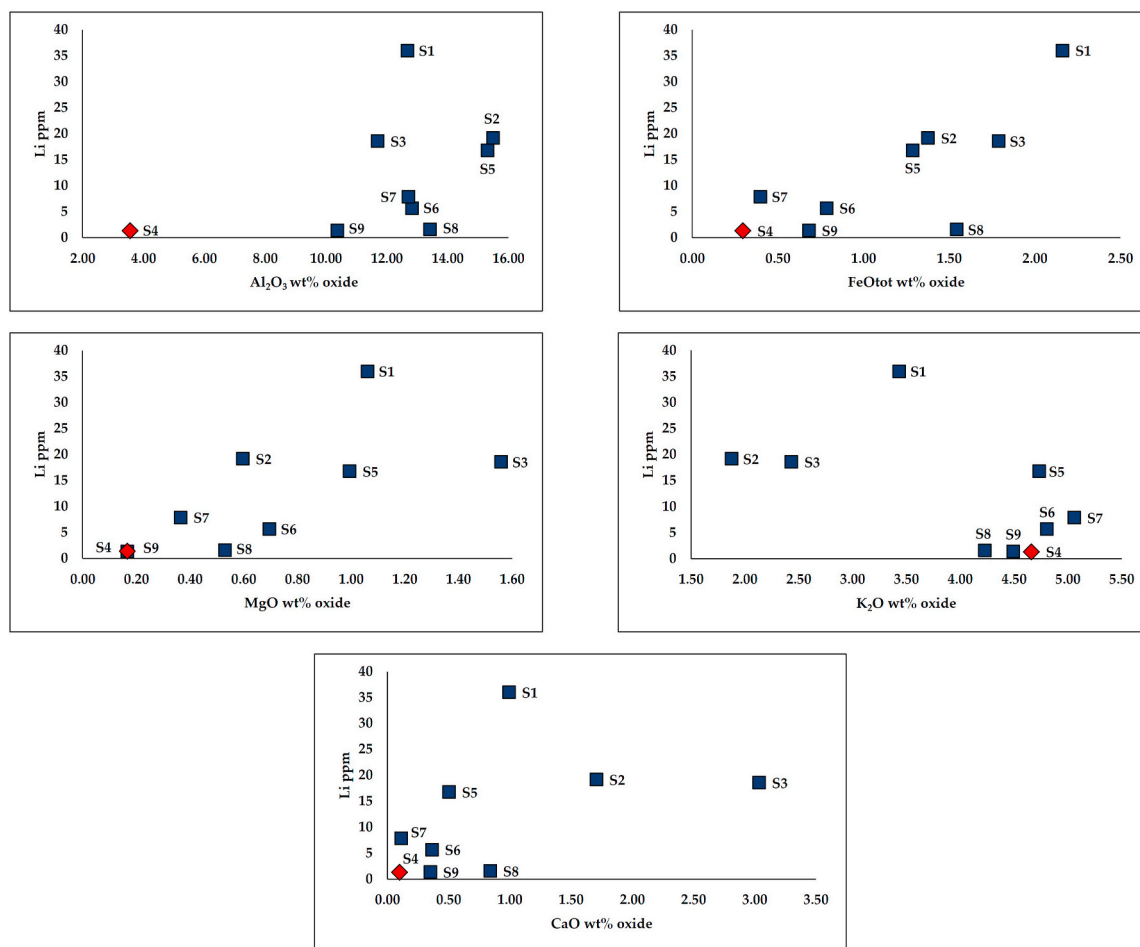 40
35
30
25
20
15
10
5
0
Li ppm
S1
S2
S3
S5
S7
S6
S4
S9
S8
2.00 4.00 6.00 8.00 10.00 12.00 14.00 16.00
Al₂O₃ wt% oxide
40
35
30
25
20
15
10
5
0
Li ppm
S1
S2
S3
S5
S7
S6
S4
S9
S8
0.00 0.50 1.00 1.50 2.00 2.50
FeOtot wt% oxide
40
35
30
25
20
15
10
5
0
Li ppm
S1
S2
S3
S5
S7
S6
S4
S9
S8
0.00 0.20 0.40 0.60 0.80 1.00 1.20 1.40 1.60
MgO wt% oxide
40
35
30
25
20
15
10
5
0
Li ppm
S1
S2
S3
S5
S6
S7
S8
S9
S4
1.50 2.00 2.50 3.00 3.50 4.00 4.50 5.00 5.50
K₂O wt% oxide
40
35
30
25
20
15
10
5
0
Li ppm
S1
S2
S3
S5
S7
S6
S4
S9
S8
0.00 0.50 1.00 1.50 2.00 2.50 3.00 3.50
CaO wt% oxide